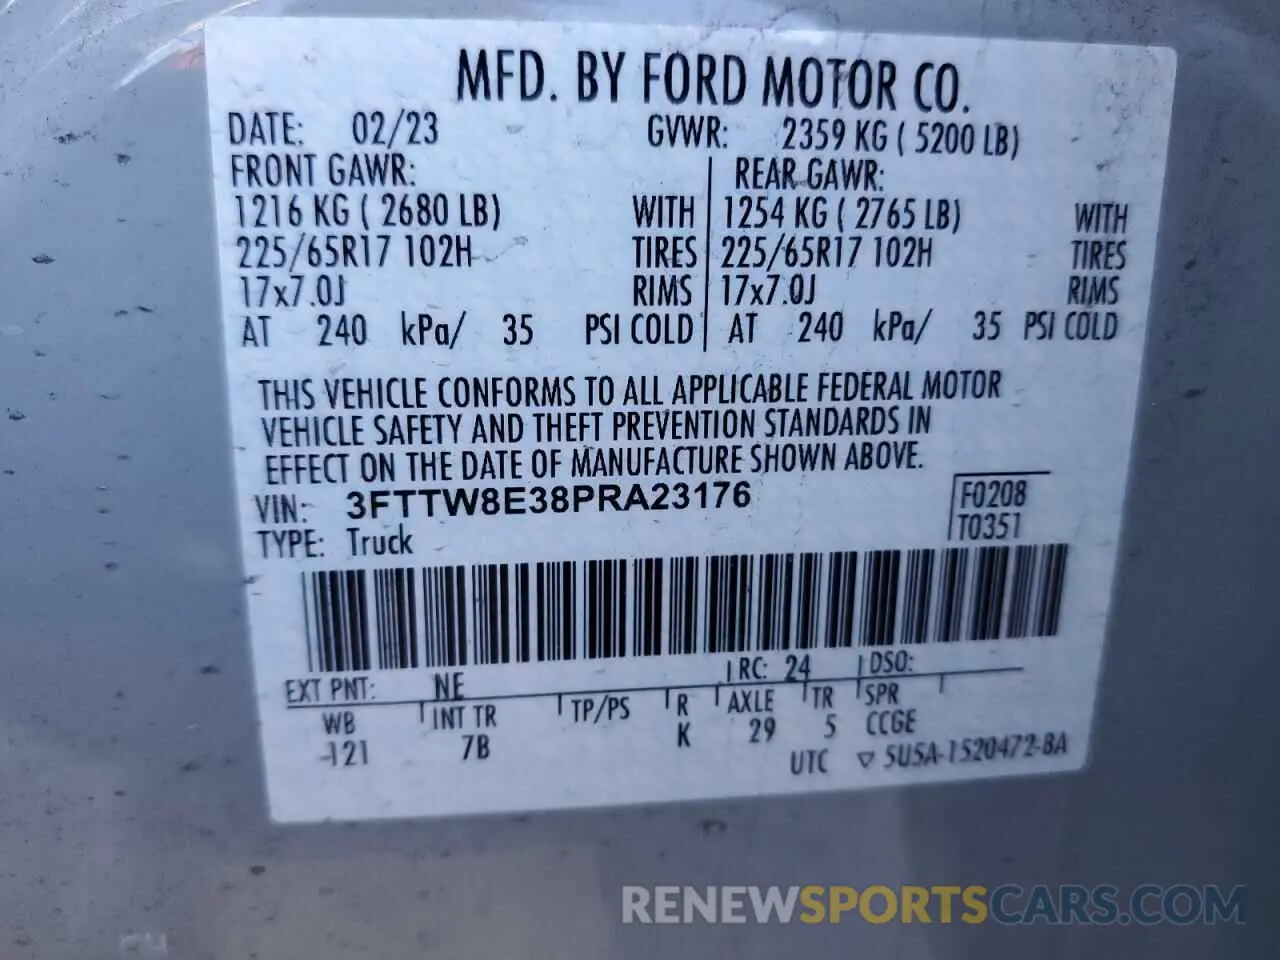 MFD. BY FORD MOTOR CO.
DATE: 02/23 GVWR: 2359 KG ( 5200 LB)
FRONT GAWR: REAR GAWR:
1216 KG ( 2680 LB) WITH 1254 KG ( 2765 LB) WITH
225/65R17 102H TIRES 225/65R17 102H TIRES
17x7.0J RIMS 17x7.0J RIMS
AT 240 kPa/ 35 PSI COLD AT 240 kPa/ 35 PSI COLD
THIS VEHICLE CONFORMS TO ALL APPLICABLE FEDERAL MOTOR
VEHICLE SAFETY AND THEFT PREVENTION STANDARDS IN
EFFECT ON THE DATE OF MANUFACTURE SHOWN ABOVE.
VIN: 3FTTW8E38PRA23176 F0208
TYPE: Truck T0351
EXT PNT: NE RC: 24 DSO:
WB INT TR TP/PS R AXLE TR SPR
121 7B K 29 5 CCGE
UTC ▽ 5U5A-1520472-BA
RENEWSPORTSCARS.COM